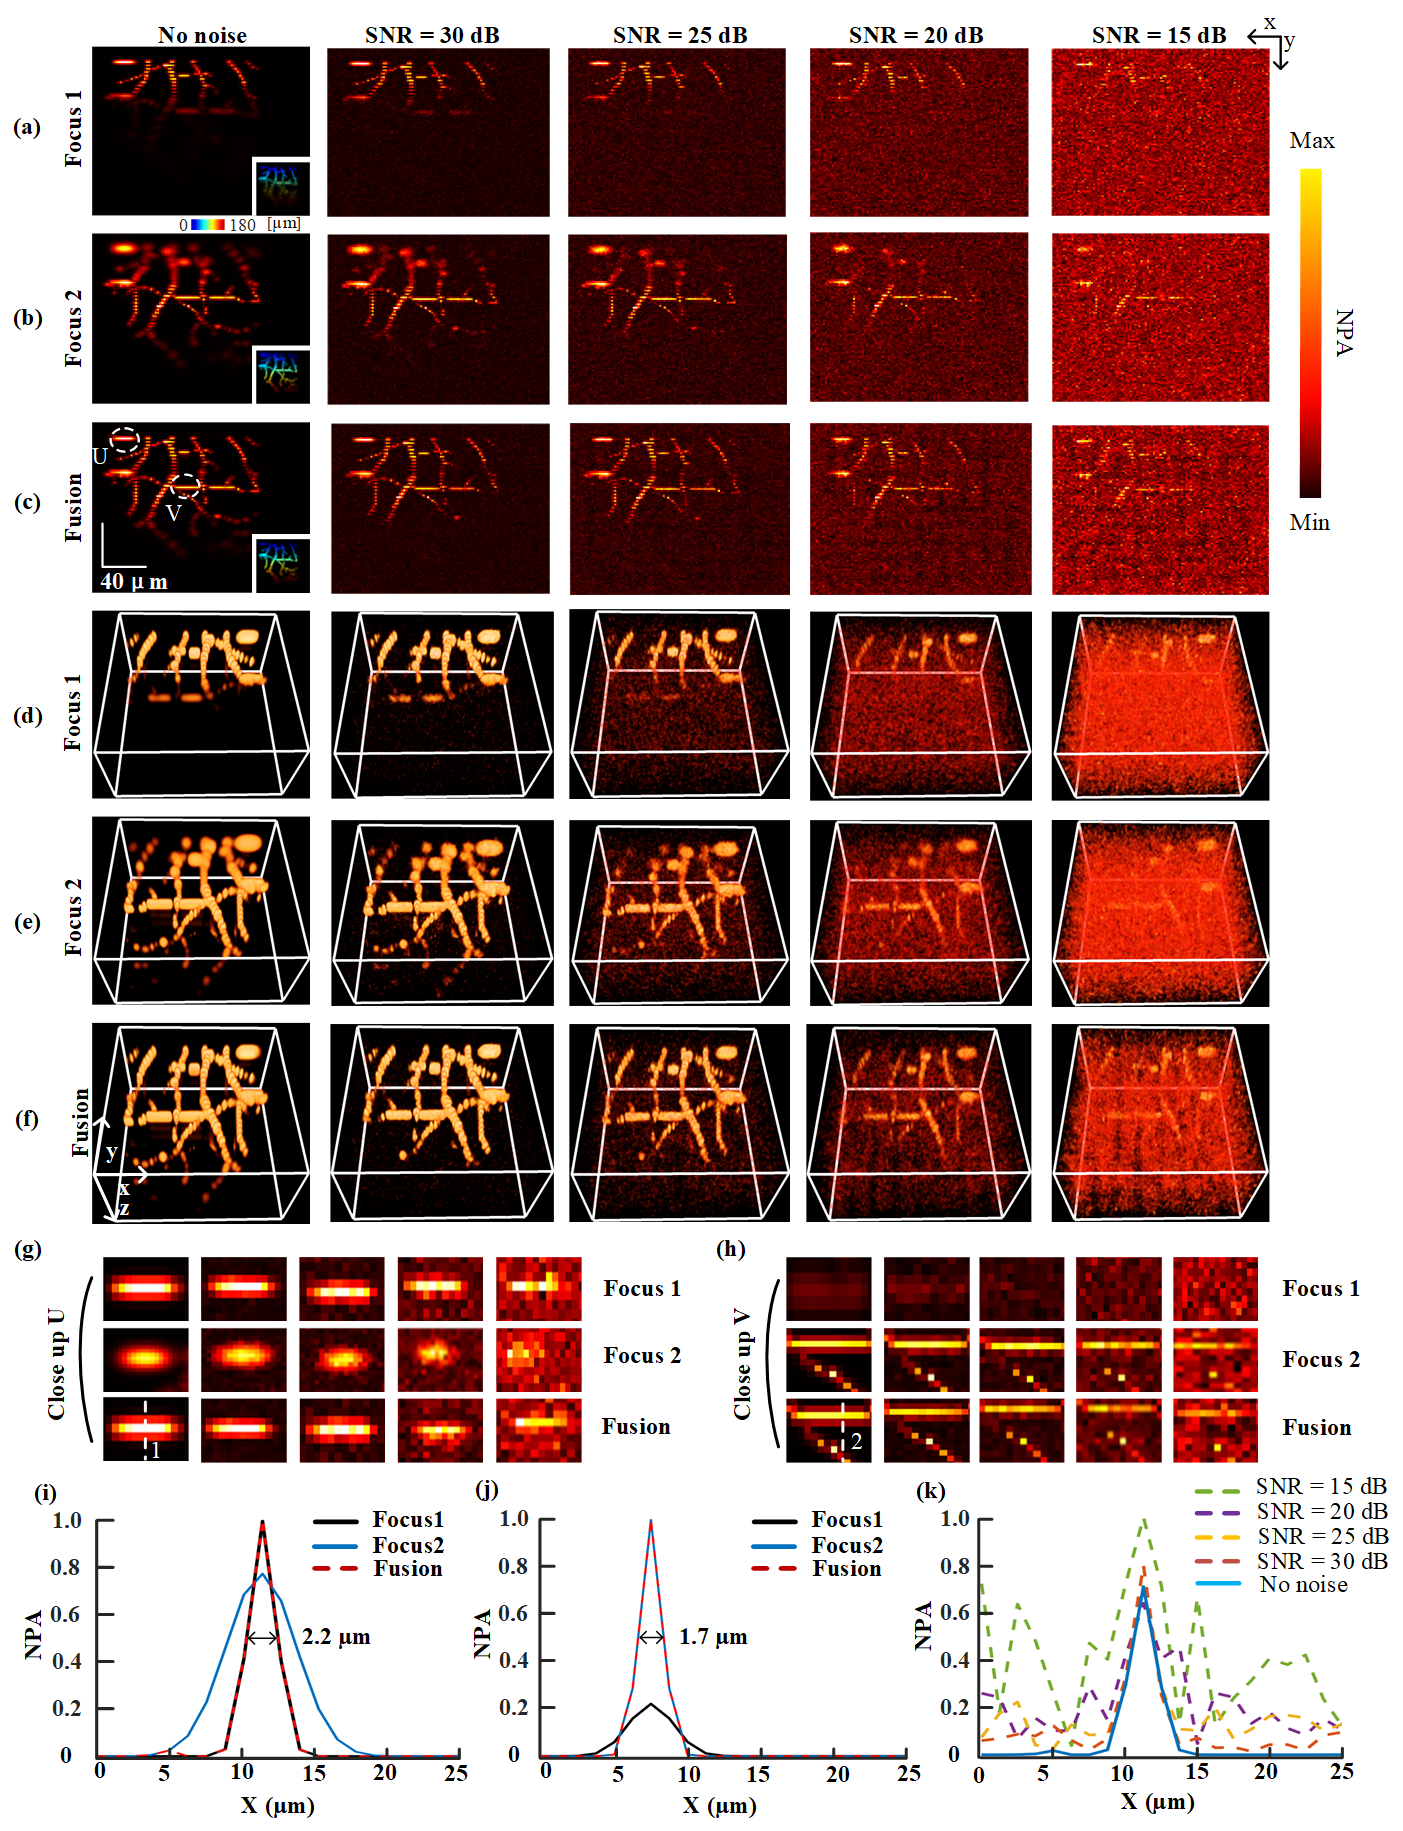 No noise SNR = 30 dB SNR = 25 dB SNR = 20 dB SNR = 15 dB
x
y
(a) Focus 1
Max
0 180 [μm]
(b) Focus 2
NPA
(c) Fusion
U
V
40 μm
Min
(d) Focus 1
(e) Focus 2
(f) Fusion
y
x
z
(g) (h)
Close up U
Focus 1
Focus 2
Fusion
1
Close up V
Focus 1
Focus 2
Fusion
2
(i)
Focus1
Focus2
Fusion
1.0
0.8
0.6
0.4
0.2
0
NPA
2.2 μm
0 5 10 15 20 25
X (μm)
(j)
Focus1
Focus2
Fusion
1.0
0.8
0.6
0.4
0.2
0
NPA
1.7 μm
0 5 10 15 20 25
X (μm)
(k)
SNR = 15 dB
SNR = 20 dB
SNR = 25 dB
SNR = 30 dB
No noise
1.0
0.8
0.6
0.4
0.2
0
NPA
0 5 10 15 20 25
X (μm)